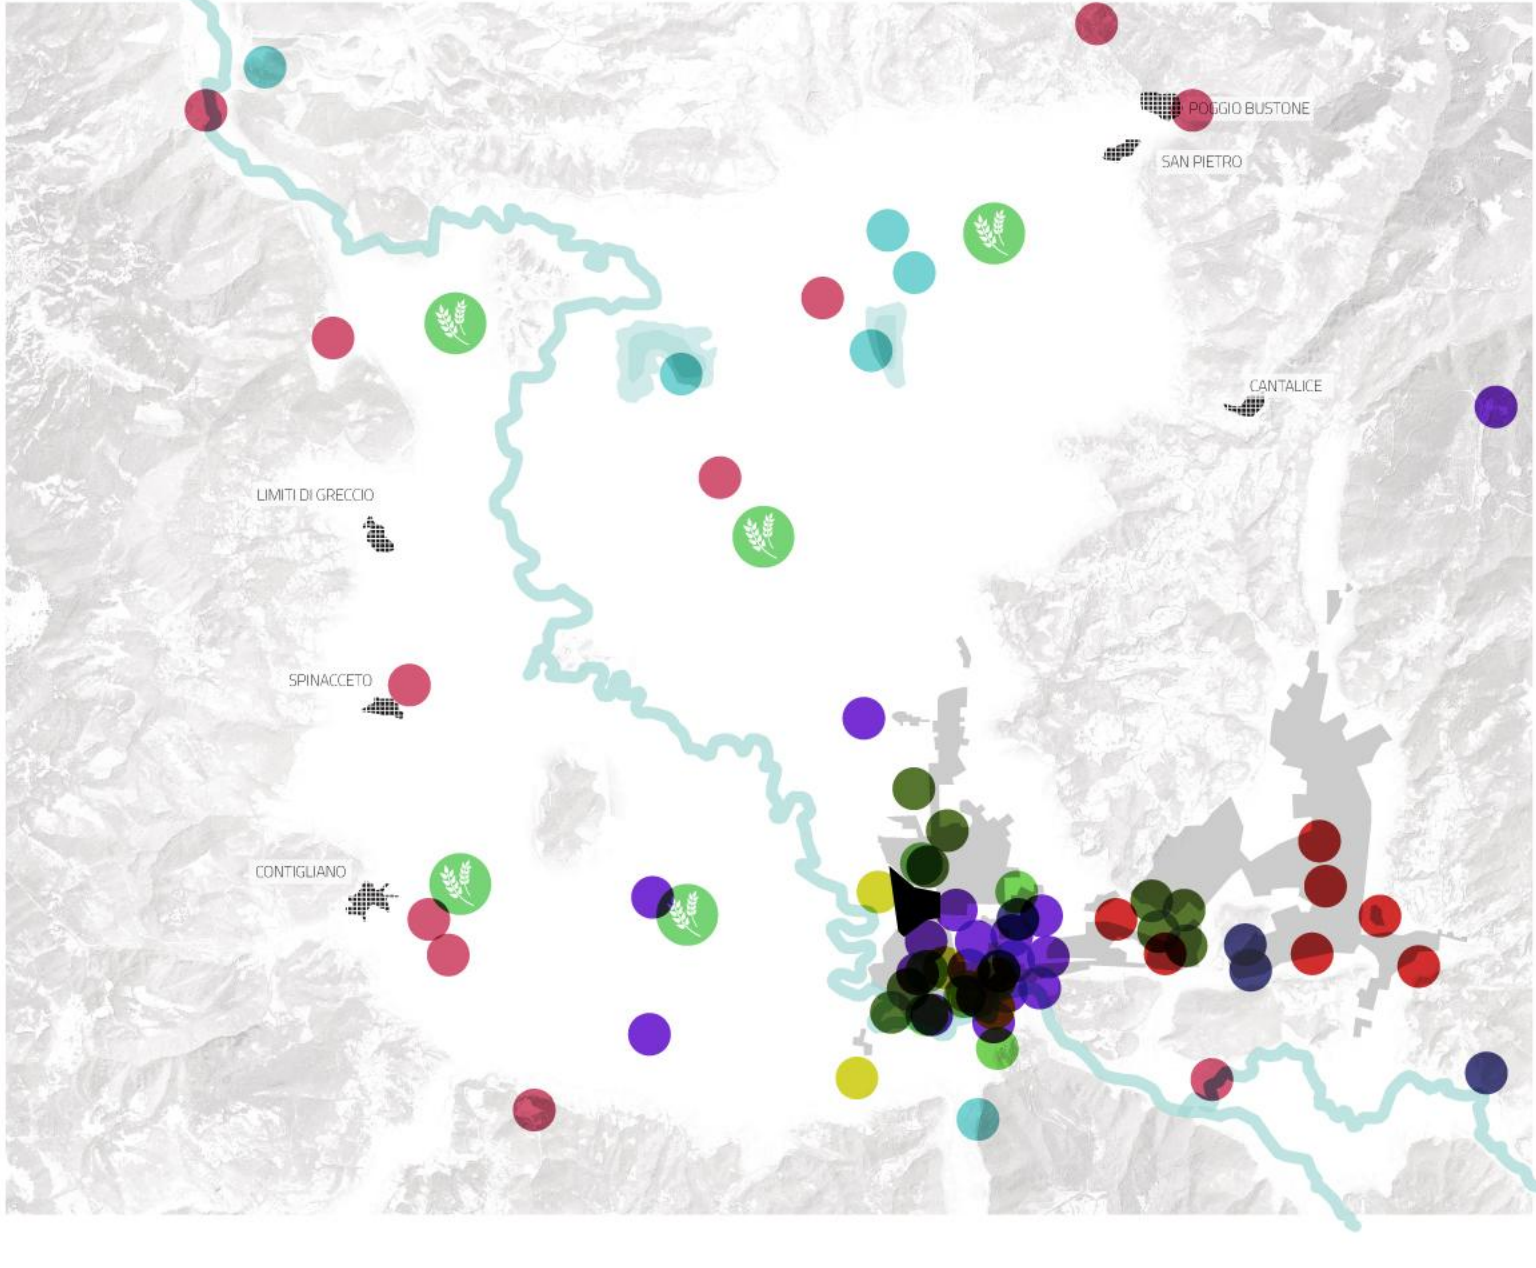 POGGIO BUSTONE
SAN PIETRO
CANTALICE
LIMITI DI GRECCIO
SPINACCETO
CONTIGLIANO